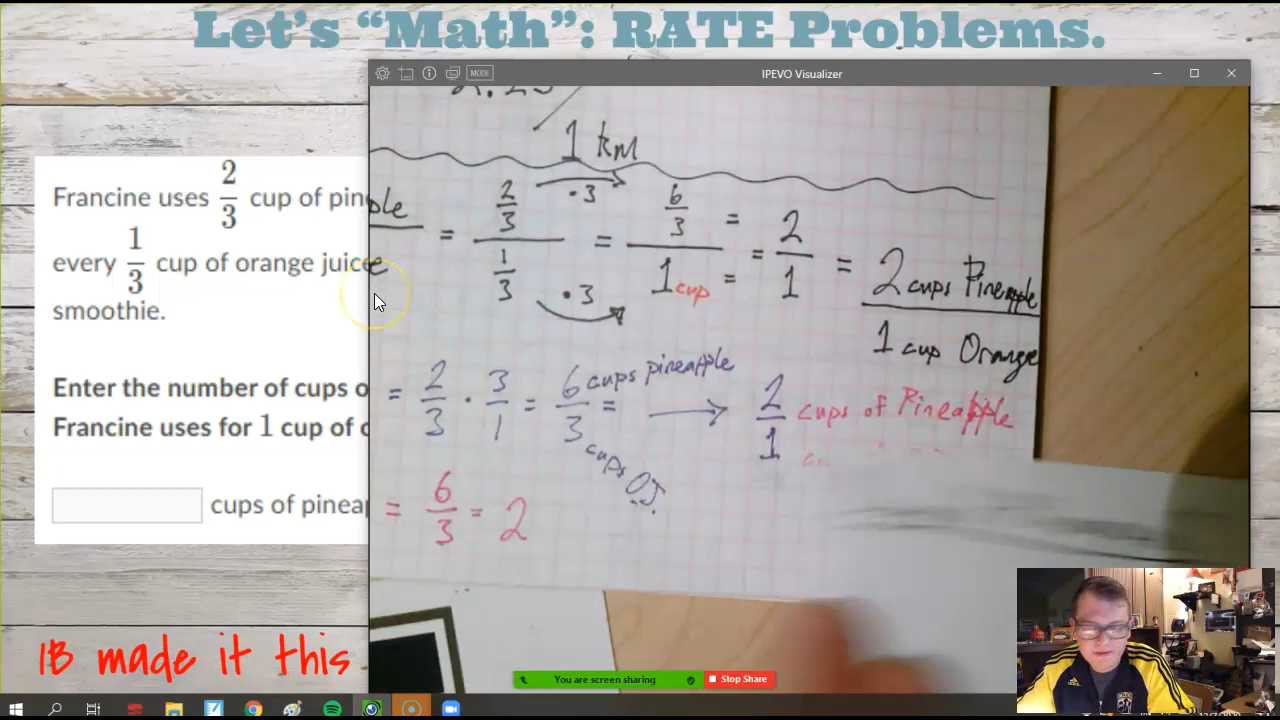 Let's “Math”: RATE Problems.
IPEVO Visualizer
MODE
Francine uses 2/3 cup of pin
every 1/3 cup of orange juice
smoothie.
Enter the number of cups o
Francine uses for 1 cup of
cups of pineap
1B made it this
1 km
ple = 2/3 / 1/3 = 6/3 / 1 cup = 2/1 = 2 cups Pineapple / 1 cup Orange
· 3
· 3
= 2/3 · 3/1 = 6 cups pineapple / 3 cups OJ. = → 2/1 cups of Pineapple
= 6/3 = 2
You are screen sharing
Stop Share